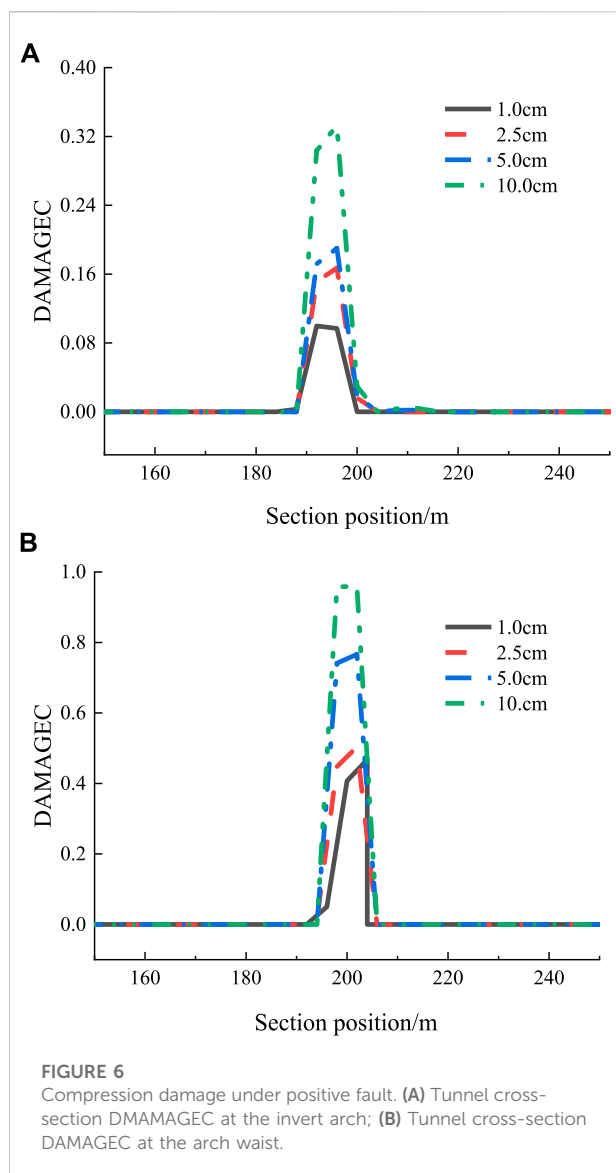 A
0.40
0.32
0.24
0.16
0.08
0.00
DAMAGEC
1.0cm
2.5cm
5.0cm
10.0cm
160 180 200 220 240
Section position/m
B
1.0
0.8
0.6
0.4
0.2
0.0
DAMAGEC
1.0cm
2.5cm
5.0cm
10.cm
160 180 200 220 240
Section position/m
FIGURE 6
Compression damage under positive fault. (A) Tunnel cross-
section DMAMAGEC at the invert arch; (B) Tunnel cross-section
DAMAGEC at the arch waist.